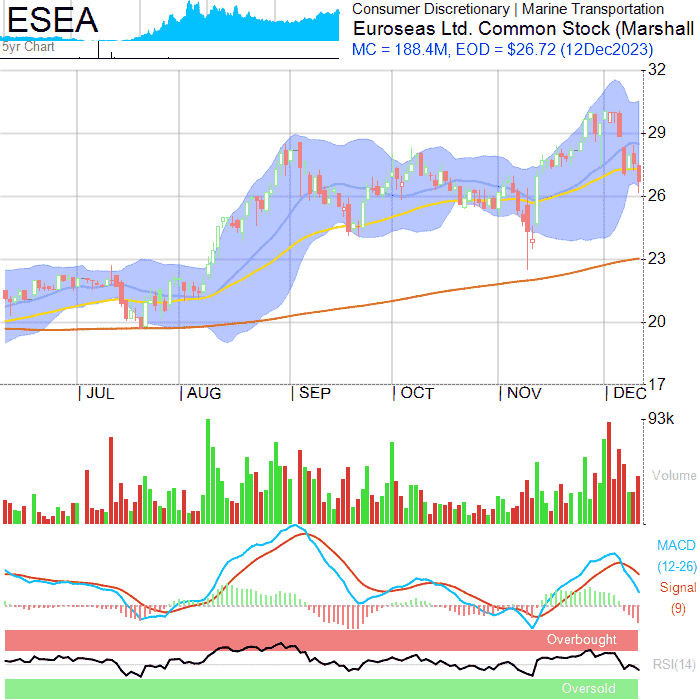 ESEA
5yr Chart
Consumer Discretionary | Marine Transportation
Euroseas Ltd. Common Stock (Marshall
MC = 188.4M, EOD = $26.72 (12Dec2023)
32
29
26
23
20
17
| JUL | AUG | SEP | OCT | NOV | DEC
93k
Volume
MACD
(12-26)
Signal
(9)
Overbought
RSI(14)
Oversold